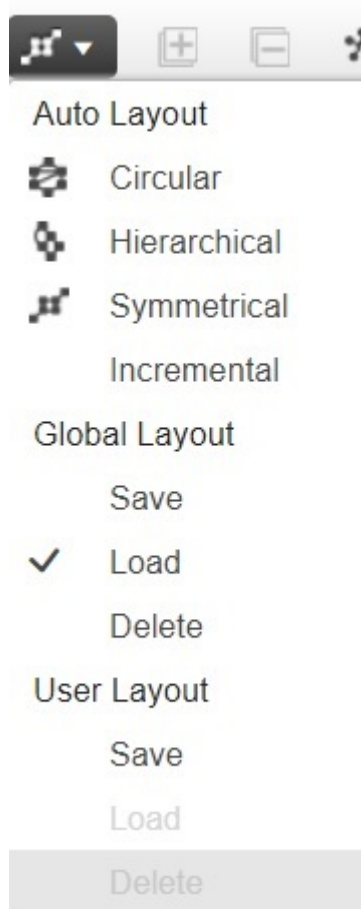 Auto Layout
Circular
Hierarchical
Symmetrical
Incremental
Global Layout
Save
Load
Delete
User Layout
Save
Load
Delete